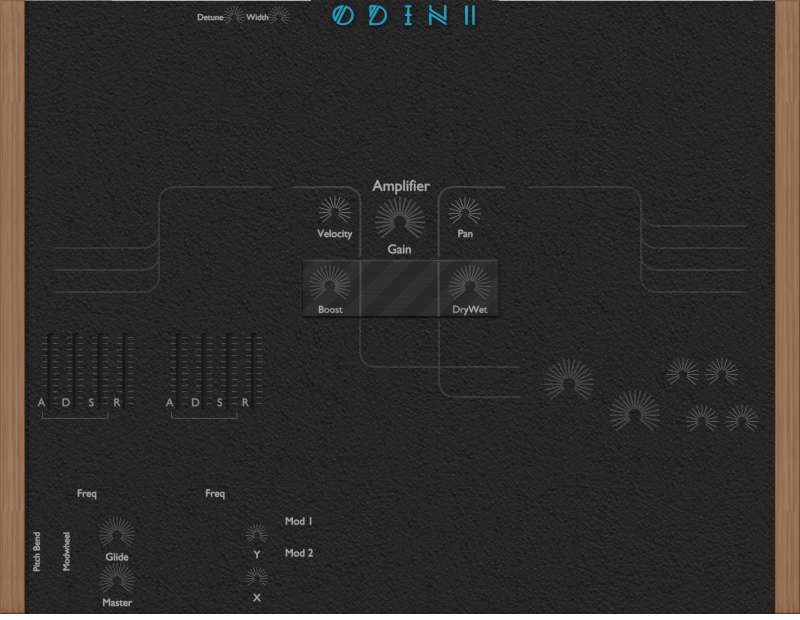 Detune Width
ØDIN II
Amplifier
Velocity
Pan
Gain
Boost
DryWet
A D S R
A D S R
Freq
Freq
Pitch Bend
Modwheel
Glide
Master
Y
X
Mod 1
Mod 2